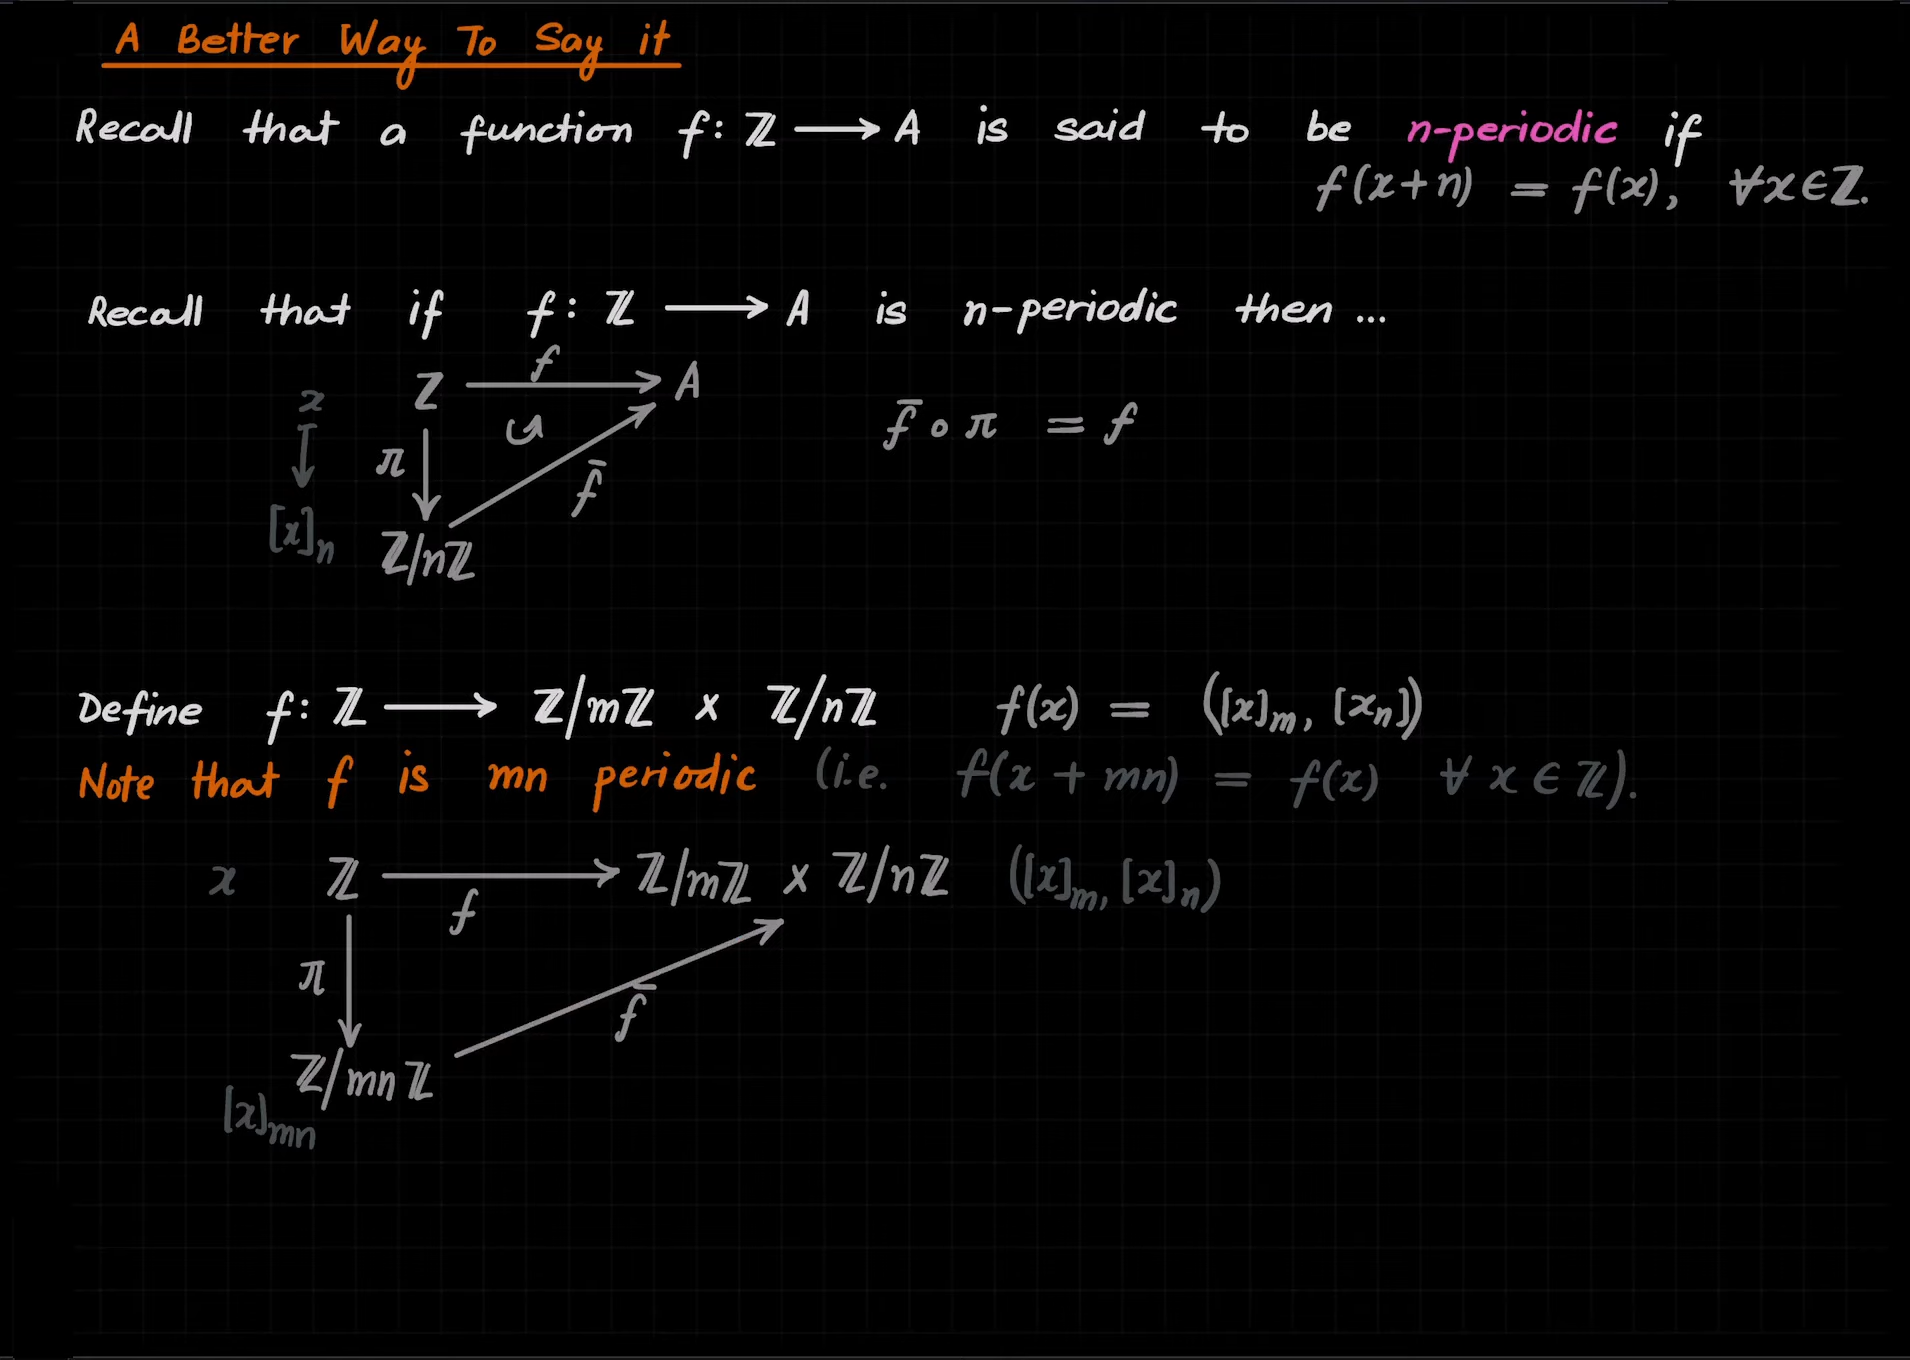 A Better Way To Say it
Recall that a function f: ℤ ⟶ A is said to be n-periodic if
f(x+n) = f(x), ∀x∈ℤ.
Recall that if f: ℤ ⟶ A is n-periodic then ...
f
x ℤ A
f̄ ∘ π = f
π
f̄
[x]n ℤ/nℤ
Define f: ℤ ⟶ ℤ/mℤ × ℤ/nℤ f(x) = ([x]m, [xn])
Note that f is mn periodic (i.e. f(x + mn) = f(x) ∀ x ∈ ℤ).
x ℤ ⟶ ℤ/mℤ × ℤ/nℤ ([x]m, [x]n)
f
π
f̄
ℤ/mnℤ
[x]mn